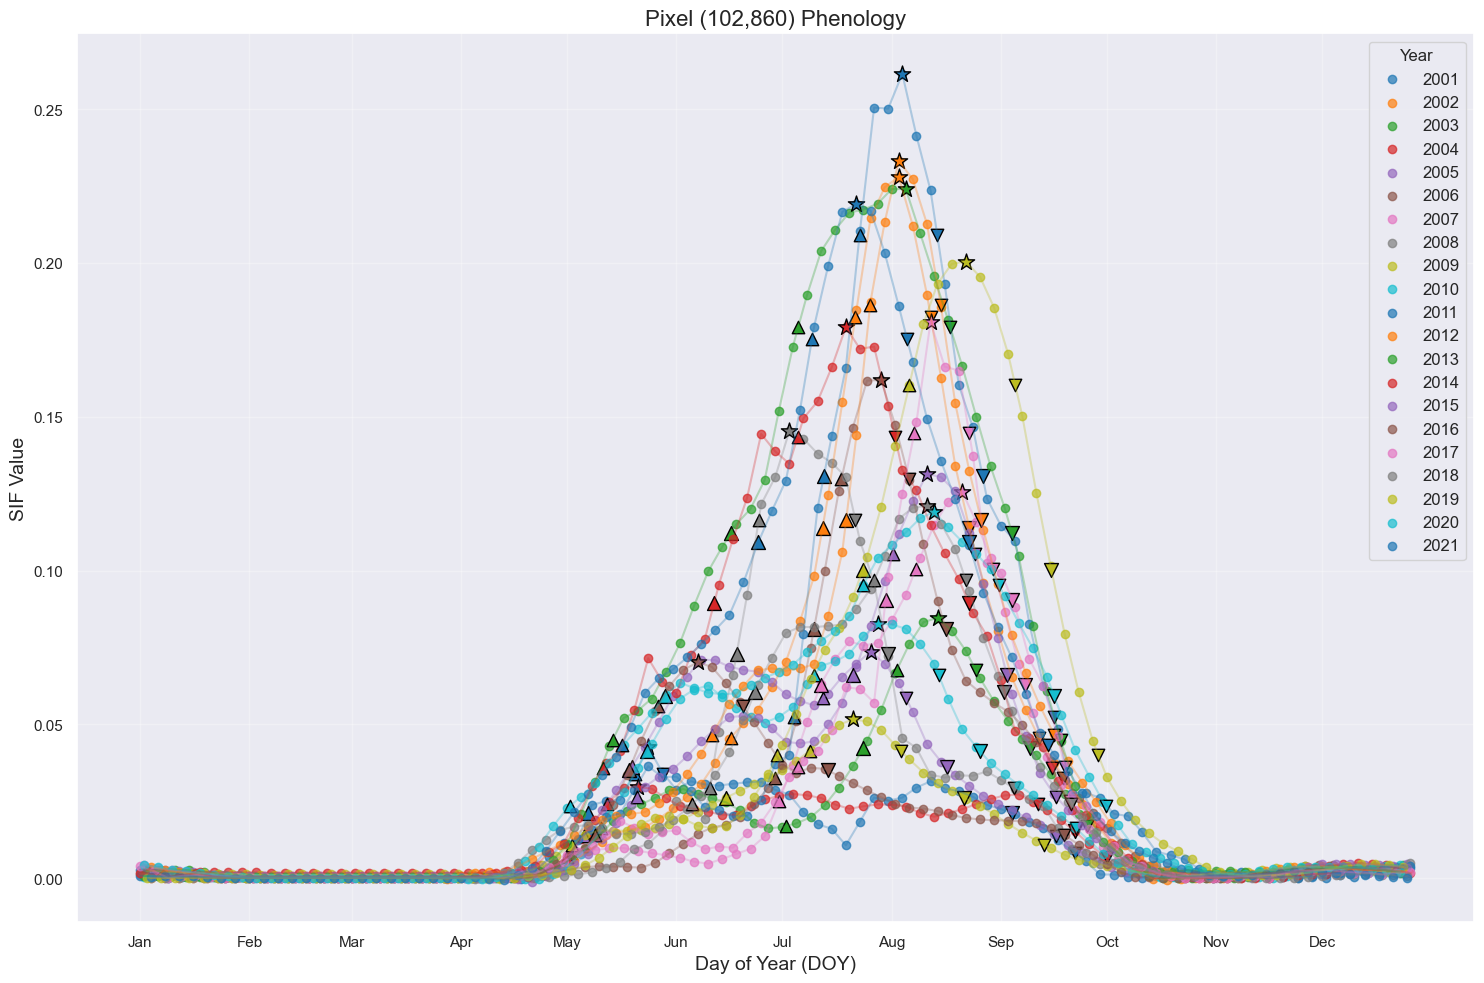 Pixel (102,860) Phenology
SIF Value
0.25
0.20
0.15
0.10
0.05
0.00
Jan
Feb
Mar
Apr
May
Jun
Jul
Aug
Sep
Oct
Nov
Dec
Day of Year (DOY)
Year
2001
2002
2003
2004
2005
2006
2007
2008
2009
2010
2011
2012
2013
2014
2015
2016
2017
2018
2019
2020
2021